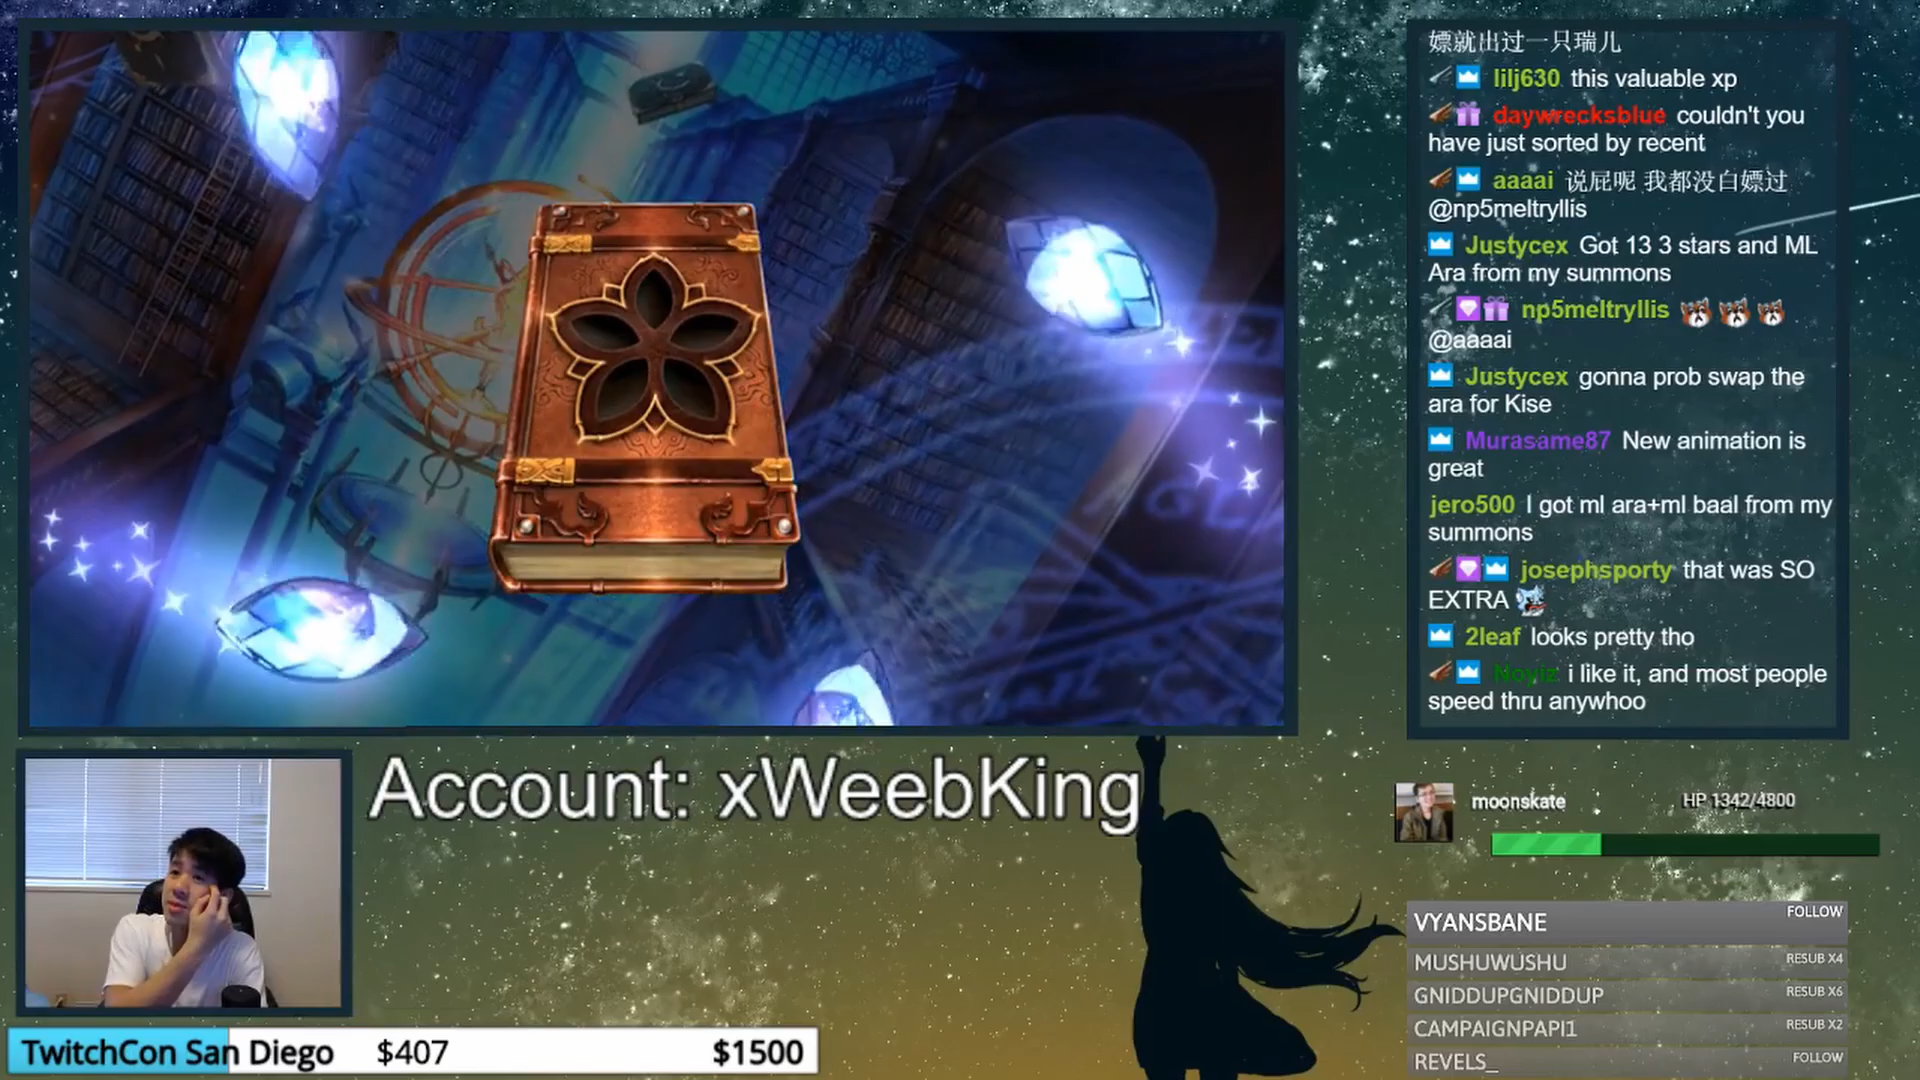 嫖就出过一只瑞儿
lilj630 this valuable xp
daywrecksblue couldn't you
have just sorted by recent
aaaai 说屁呢 我都没白嫖过
@np5meltryllis
Justycex Got 13 3 stars and ML
Ara from my summons
np5meltryllis
@aaaai
Justycex gonna prob swap the
ara for Kise
Murasame87 New animation is
great
jero500 I got ml ara+ml baal from my
summons
josephsporty that was SO
EXTRA
2leaf looks pretty tho
Noyiz i like it, and most people
speed thru anywhoo
Account: xWeebKing
moonskate HP 1342/4800
VYANSBANE FOLLOW
MUSHUWUSHU RESUB X4
GNIDDUPGNIDDUP RESUB X6
CAMPAIGNPAPI1 RESUB X2
REVELS_ FOLLOW
TwitchCon San Diego $407 $1500